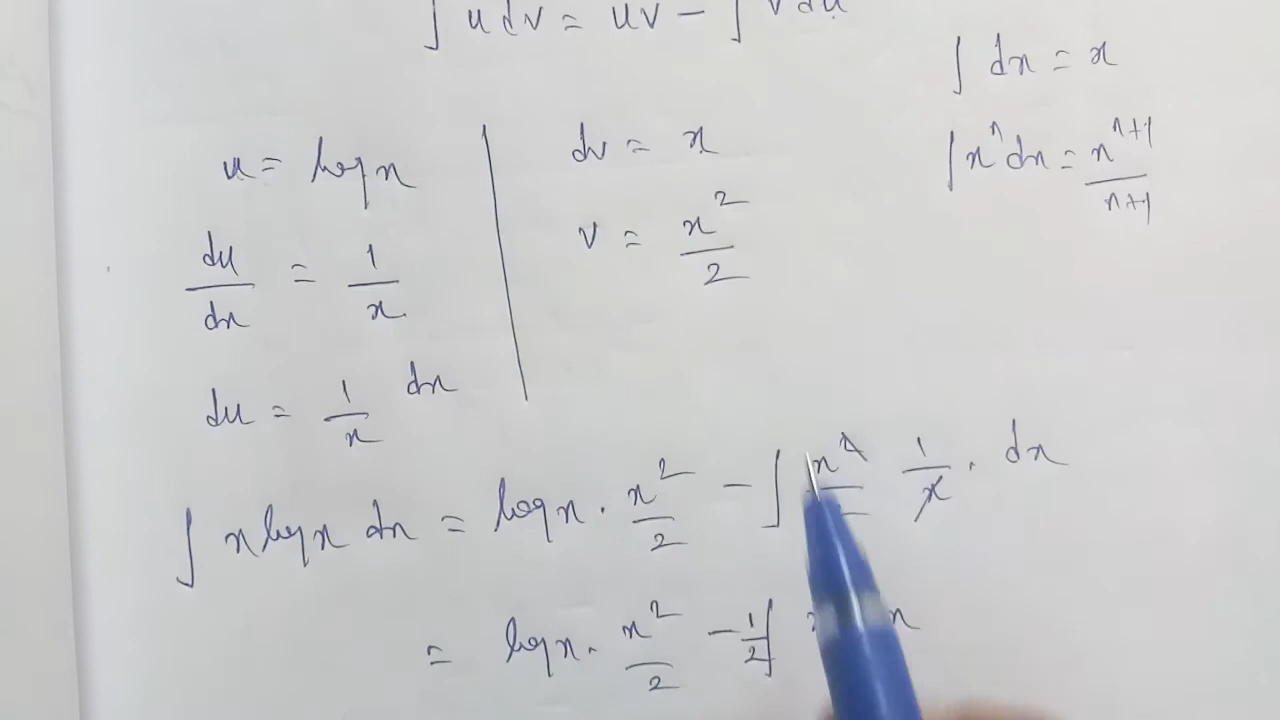 ∫ u dv = uv − ∫ v du
∫ dx = x
∫ xⁿ dx = xⁿ⁺¹/n+1
u = log x
dv = x
du/dx = 1/x
v = x²/2
du = 1/x dx
∫ x log x dx = log x · x²/2 − ∫ x² 1/x · dx
= log x · x²/2 − 1/2 ∫